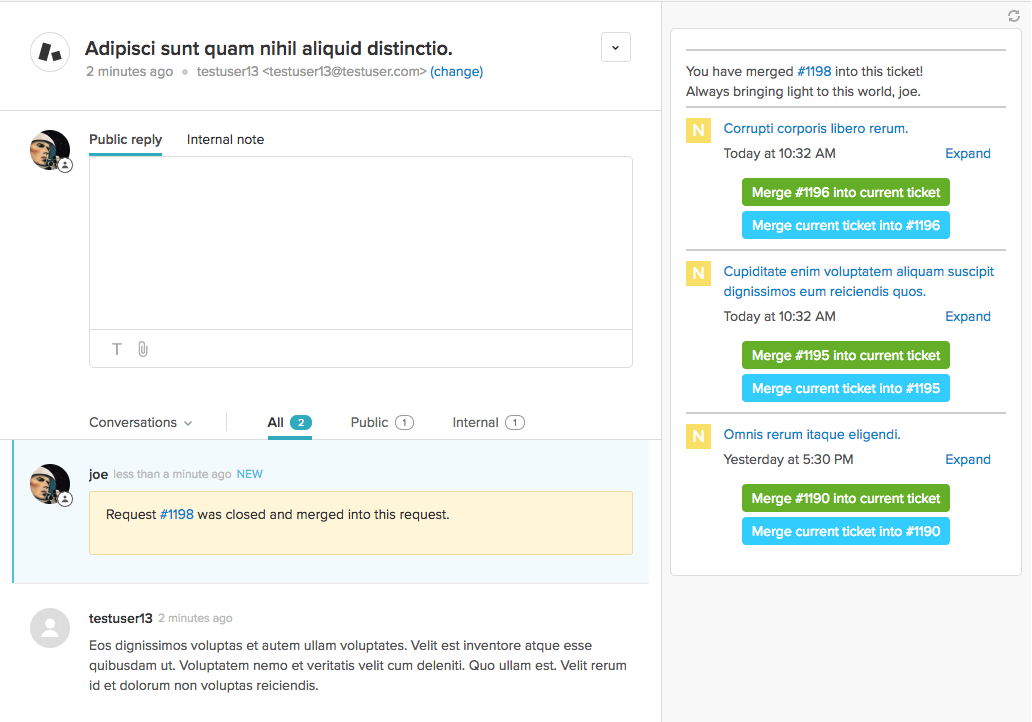 Adipisci sunt quam nihil aliquid distinctio.
2 minutes ago • testuser13 <testuser13@testuser.com> (change)
Public reply Internal note
T
Conversations All 2 Public 1 Internal 1
joe less than a minute ago NEW
Request #1198 was closed and merged into this request.
testuser13 2 minutes ago
Eos dignissimos voluptas et autem ullam voluptates. Velit est inventore atque esse
quibusdam ut. Voluptatem nemo et veritatis velit cum deleniti. Quo ullam est. Velit rerum
id et dolorum non voluptas reiciendis.
You have merged #1198 into this ticket!
Always bringing light to this world, joe.
N Corrupti corporis libero rerum.
Today at 10:32 AM Expand
Merge #1196 into current ticket
Merge current ticket into #1196
N Cupiditate enim voluptatem aliquam suscipit
dignissimos eum reiciendis quos.
Today at 10:32 AM Expand
Merge #1195 into current ticket
Merge current ticket into #1195
N Omnis rerum itaque eligendi.
Yesterday at 5:30 PM Expand
Merge #1190 into current ticket
Merge current ticket into #1190